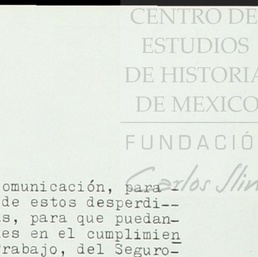 CENTRO DE
ESTUDIOS
DE HISTORIA
DE MEXICO
FUNDACIÓ
Carlos Slim
omunicación, para-
de estos desperdi--
s, para que puedan-
es en el cumplimien
rabajo, del Seguro-